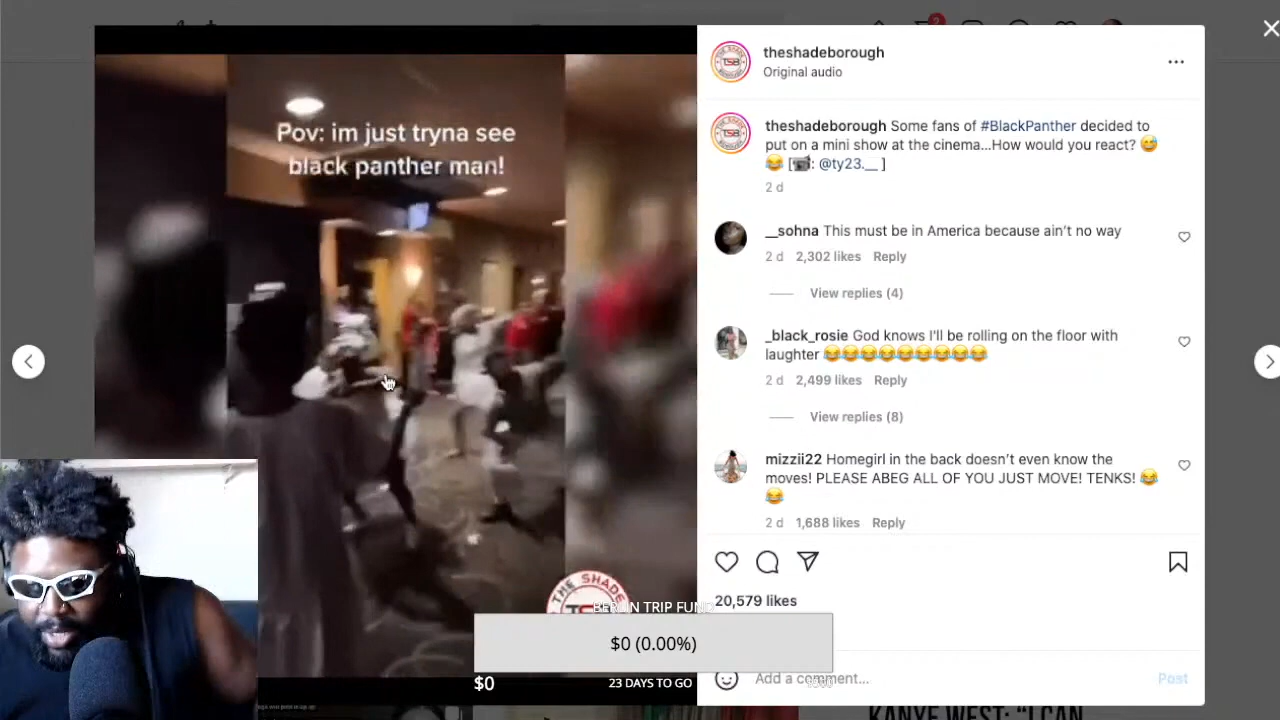 Pov: im just tryna see
black panther man!
THE SHADE
BER IN TRIP FUND
$0 (0.00%)
$0
23 DAYS TO GO
theshadeborough
Original audio
THE SHADE
TSB
theshadeborough Some fans of #BlackPanther decided to
put on a mini show at the cinema...How would you react? 😅
😂 [📹: @ty23.__ ]
2 d
__sohna This must be in America because ain't no way
2 d 2,302 likes Reply
View replies (4)
_black_rosie God knows I'll be rolling on the floor with
laughter 😂😂😂😂😂😂😂😂😂
2 d 2,499 likes Reply
View replies (8)
mizzii22 Homegirl in the back doesn't even know the
moves! PLEASE ABEG ALL OF YOU JUST MOVE! TENKS! 😂
😂
2 d 1,688 likes Reply
20,579 likes
Add a comment...
Post
KANYE WEST: "I CAN